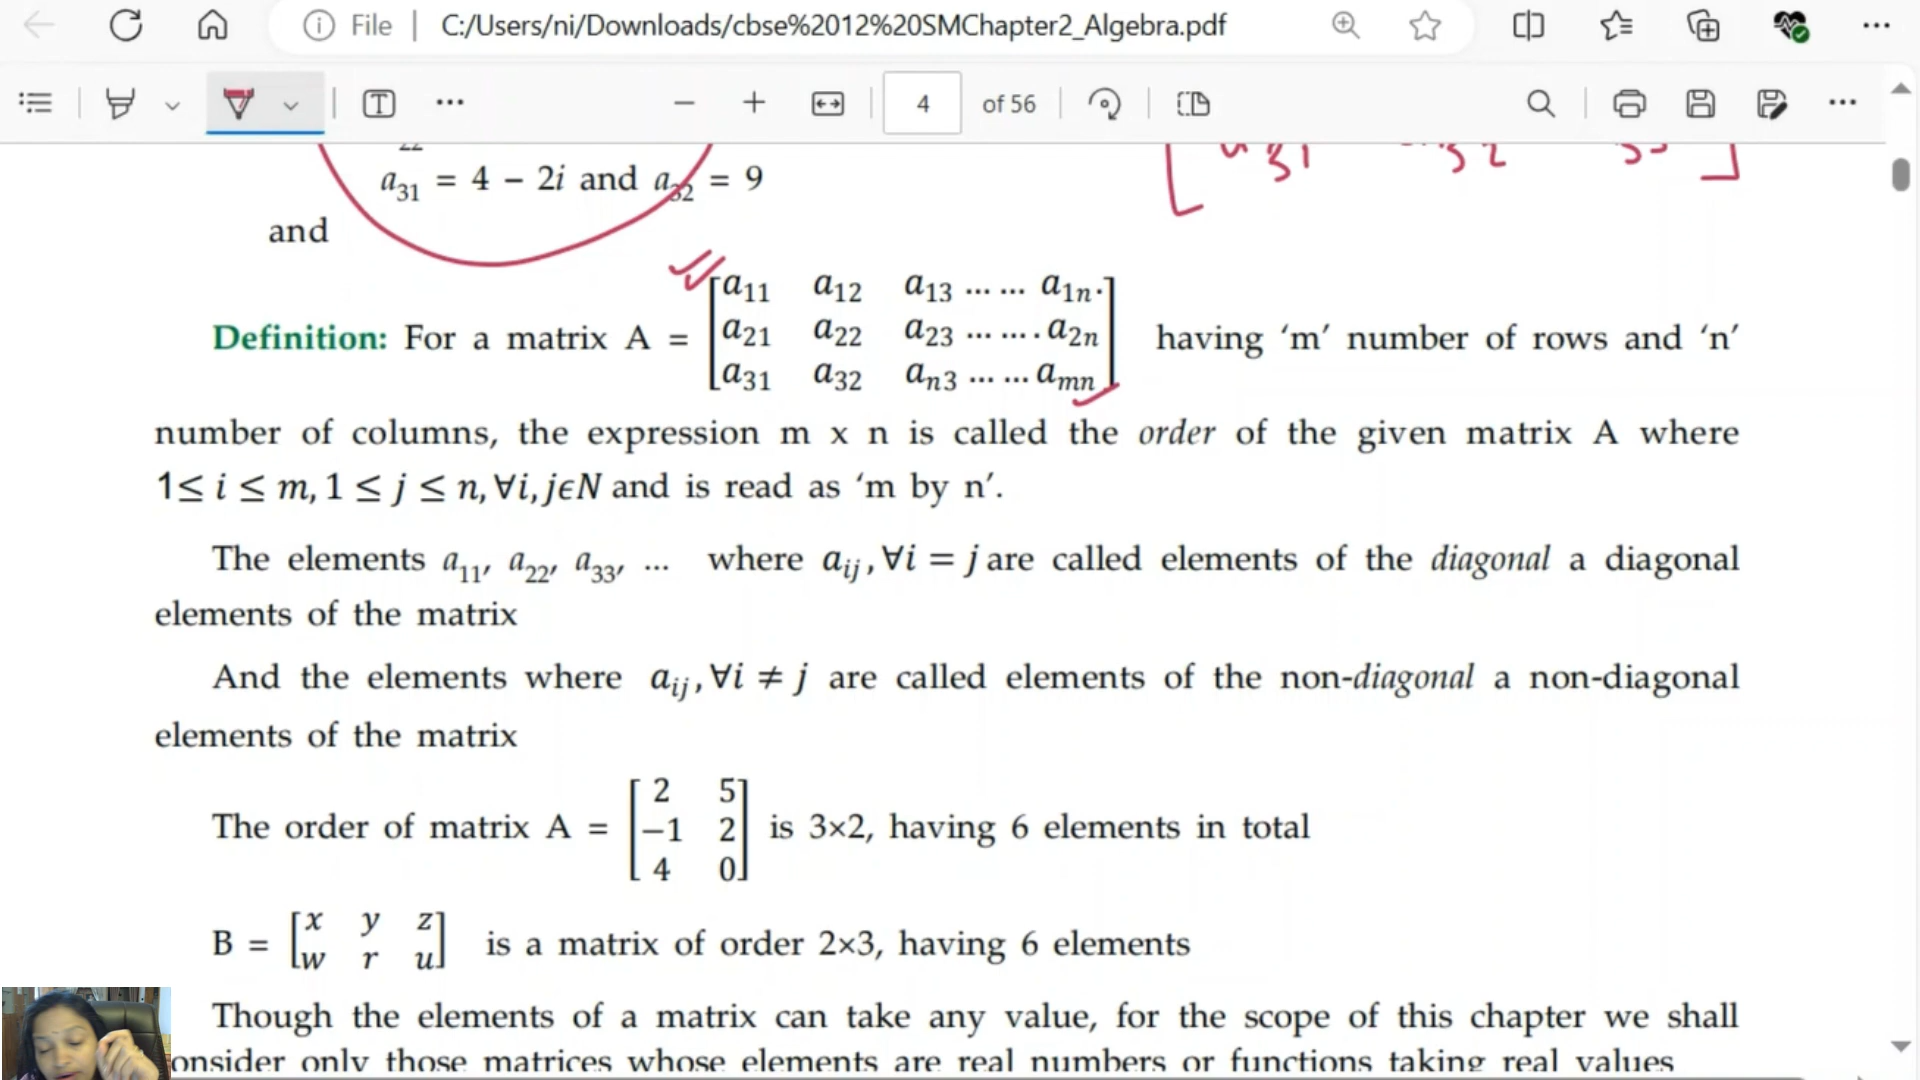 File | C:/Users/ni/Downloads/cbse%2012%20SMChapter2_Algebra.pdf
4 of 56
a31 = 4 − 2i and a32 = 9
and
Definition: For a matrix A = [a11 a12 a13 ... ... a1n. a21 a22 a23 ... ... . a2n a31 a32 an3 ... ... amn] having ‘m’ number of rows and ‘n’
number of columns, the expression m x n is called the order of the given matrix A where
1≤ i ≤ m, 1 ≤ j ≤ n, ∀i, jϵN and is read as ‘m by n’.
The elements a11, a22, a33, ... where aij, ∀i = j are called elements of the diagonal a diagonal
elements of the matrix
And the elements where aij, ∀i ≠ j are called elements of the non-diagonal a non-diagonal
elements of the matrix
The order of matrix A = [2 5 −1 2 4 0] is 3×2, having 6 elements in total
B = [x y z w r u] is a matrix of order 2×3, having 6 elements
Though the elements of a matrix can take any value, for the scope of this chapter we shall
onsider only those matrices whose elements are real numbers or functions taking real values